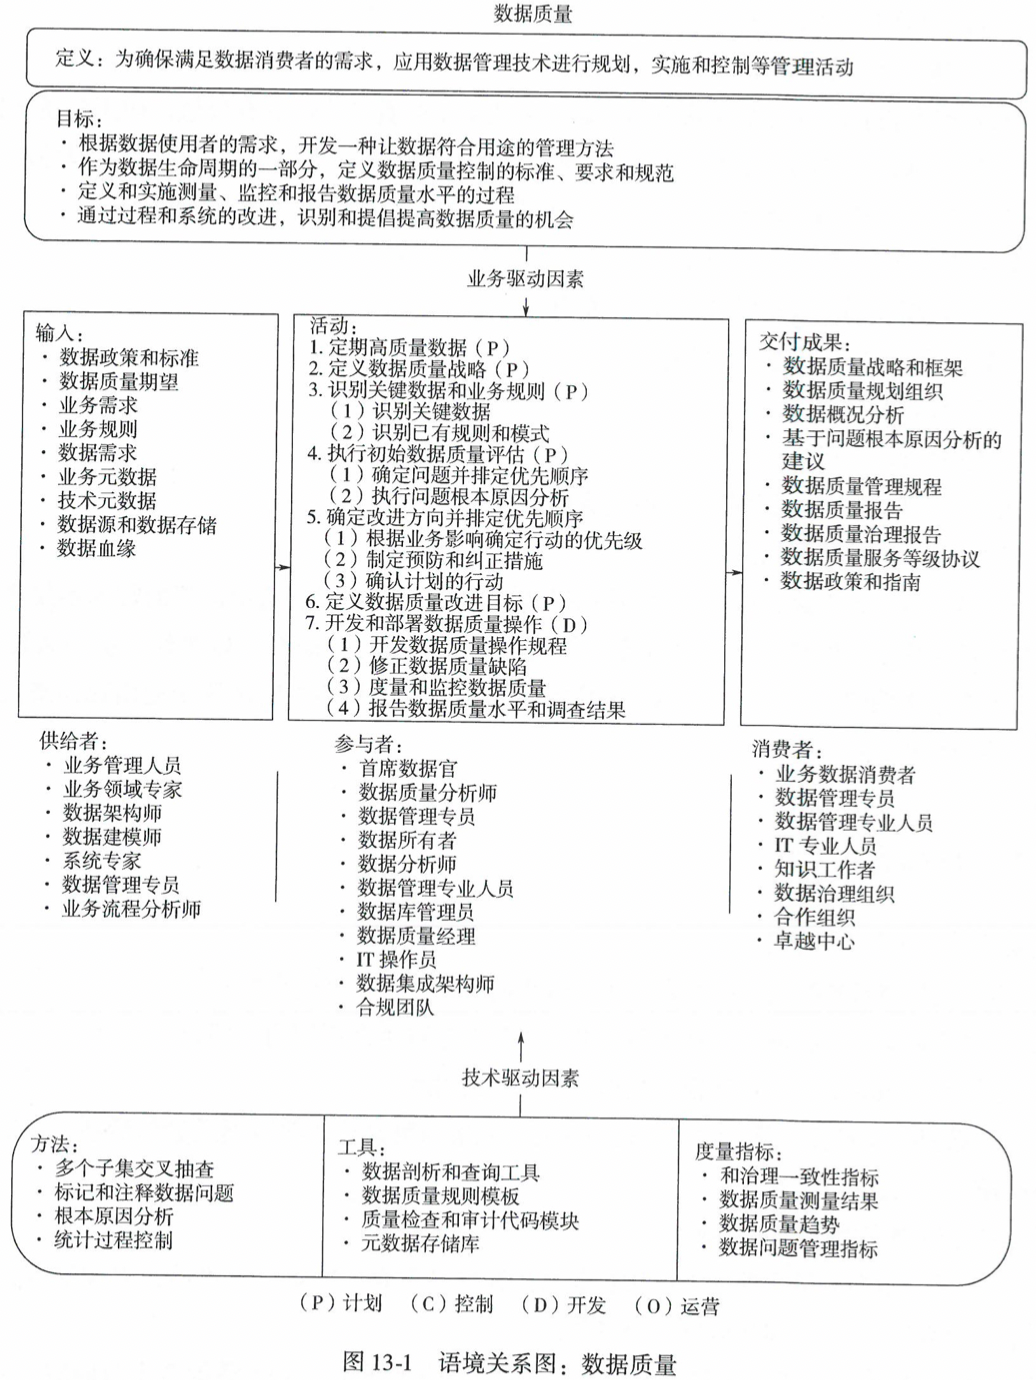 数据质量
定义：为确保满足数据消费者的需求，应用数据管理技术进行规划，实施和控制等管理活动
目标：
· 根据数据使用者的需求，开发一种让数据符合用途的管理方法
· 作为数据生命周期的一部分，定义数据质量控制的标准、要求和规范
· 定义和实施测量、监控和报告数据质量水平的过程
· 通过过程和系统的改进，识别和提倡提高数据质量的机会
业务驱动因素
输入：
· 数据政策和标准
· 数据质量期望
· 业务需求
· 业务规则
· 数据需求
· 业务元数据
· 技术元数据
· 数据源和数据存储
· 数据血缘
活动：
1. 定期高质量数据（P）
2. 定义数据质量战略（P）
3. 识别关键数据和业务规则（P）
（1）识别关键数据
（2）识别已有规则和模式
4. 执行初始数据质量评估（P）
（1）确定问题并排定优先顺序
（2）执行问题根本原因分析
5. 确定改进方向并排定优先顺序
（1）根据业务影响确定行动的优先级
（2）制定预防和纠正措施
（3）确认计划的行动
6. 定义数据质量改进目标（P）
7. 开发和部署数据质量操作（D）
（1）开发数据质量操作规程
（2）修正数据质量缺陷
（3）度量和监控数据质量
（4）报告数据质量水平和调查结果
交付成果：
· 数据质量战略和框架
· 数据质量规划组织
· 数据概况分析
· 基于问题根本原因分析的
建议
· 数据质量管理规程
· 数据质量报告
· 数据质量治理报告
· 数据质量服务等级协议
· 数据政策和指南
供给者：
· 业务管理人员
· 业务领域专家
· 数据架构师
· 数据建模师
· 系统专家
· 数据管理专员
· 业务流程分析师
参与者：
· 首席数据官
· 数据质量分析师
· 数据管理专员
· 数据所有者
· 数据分析师
· 数据管理专业人员
· 数据库管理员
· 数据质量经理
· IT 操作员
· 数据集成架构师
· 合规团队
消费者：
· 业务数据消费者
· 数据管理专员
· 数据管理专业人员
· IT 专业人员
· 知识工作者
· 数据治理组织
· 合作组织
· 卓越中心
技术驱动因素
方法：
· 多个子集交叉抽查
· 标记和注释数据问题
· 根本原因分析
· 统计过程控制
工具：
· 数据剖析和查询工具
· 数据质量规则模板
· 质量检查和审计代码模块
· 元数据存储库
度量指标：
· 和治理一致性指标
· 数据质量测量结果
· 数据质量趋势
· 数据问题管理指标
（P）计划 （C）控制 （D）开发 （O）运营
图 13-1 语境关系图：数据质量